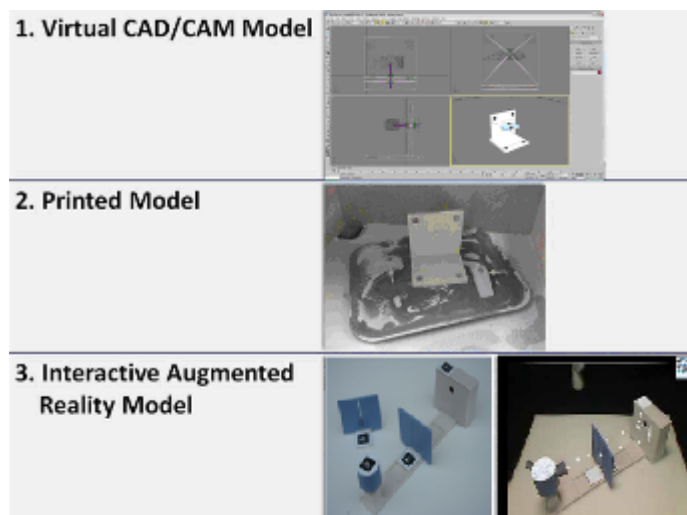 1. Virtual CAD/CAM Model
2. Printed Model
3. Interactive Augmented
Reality Model